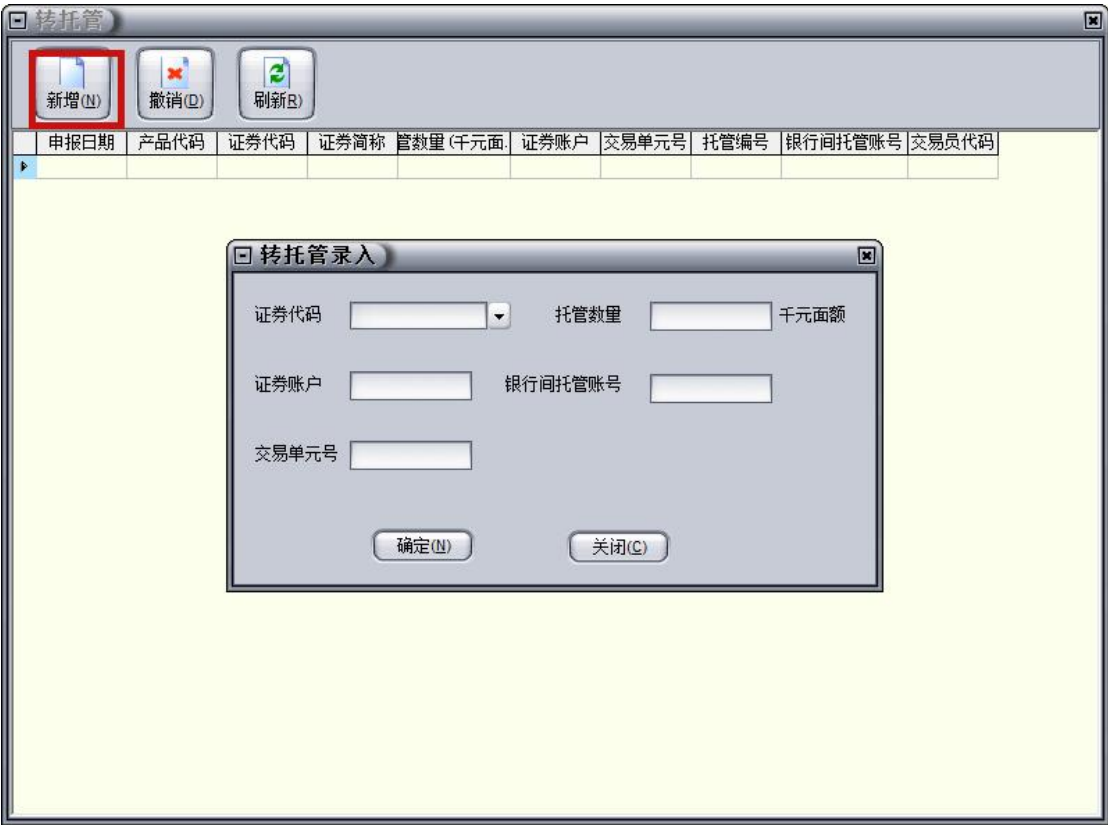 转托管
新增(N) 撤销(D) 刷新R)
申报日期 产品代码 证券代码 证券简称 管数量(千元面. 证券账户 交易单元号 托管编号 银行间托管账号 交易员代码
转托管录入
证券代码 托管数量 千元面额
证券账户 银行间托管账号
交易单元号
确定(N) 关闭(C)